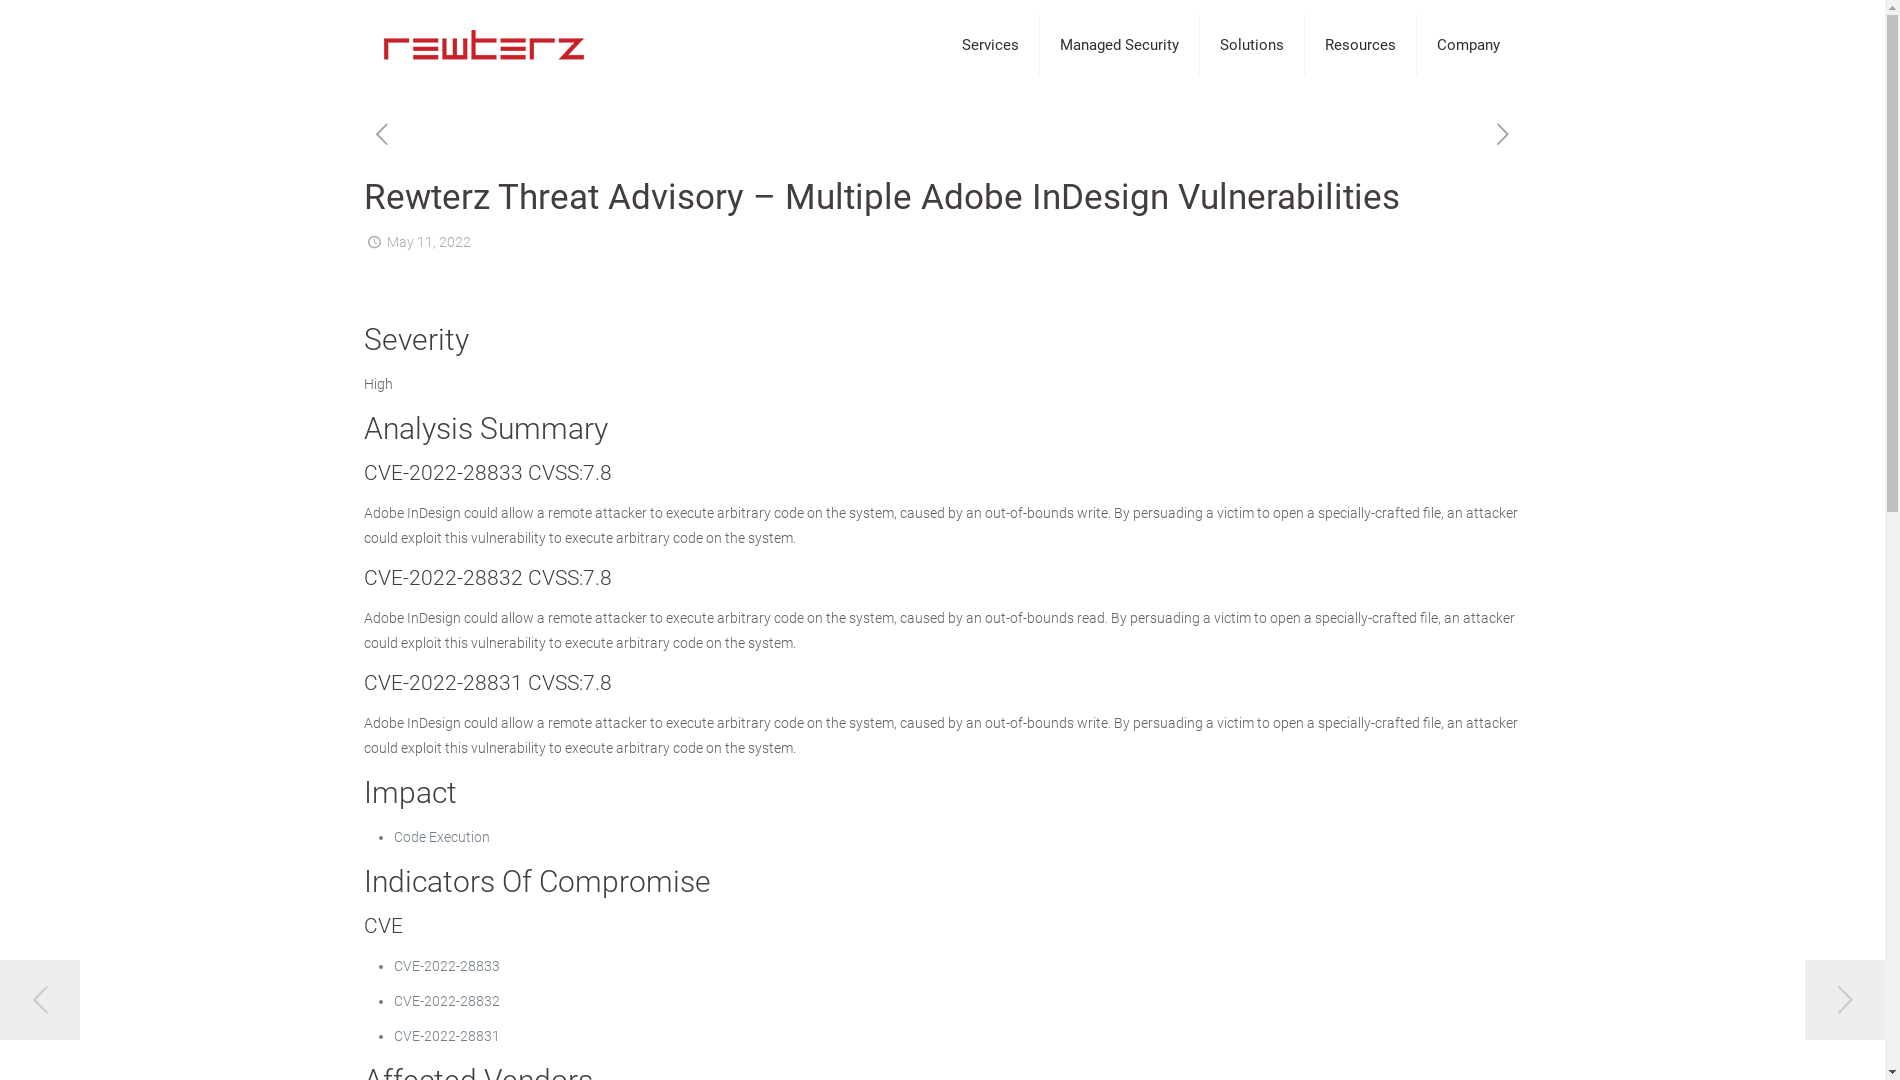 rewterz
Services
Managed Security
Solutions
Resources
Company
Rewterz Threat Advisory – Multiple Adobe InDesign Vulnerabilities
May 11, 2022
Severity
High
Analysis Summary
CVE-2022-28833 CVSS:7.8
Adobe InDesign could allow a remote attacker to execute arbitrary code on the system, caused by an out-of-bounds write. By persuading a victim to open a specially-crafted file, an attacker
could exploit this vulnerability to execute arbitrary code on the system.
CVE-2022-28832 CVSS:7.8
Adobe InDesign could allow a remote attacker to execute arbitrary code on the system, caused by an out-of-bounds read. By persuading a victim to open a specially-crafted file, an attacker
could exploit this vulnerability to execute arbitrary code on the system.
CVE-2022-28831 CVSS:7.8
Adobe InDesign could allow a remote attacker to execute arbitrary code on the system, caused by an out-of-bounds write. By persuading a victim to open a specially-crafted file, an attacker
could exploit this vulnerability to execute arbitrary code on the system.
Impact
• Code Execution
Indicators Of Compromise
CVE
• CVE-2022-28833
• CVE-2022-28832
• CVE-2022-28831
Affected Vendors